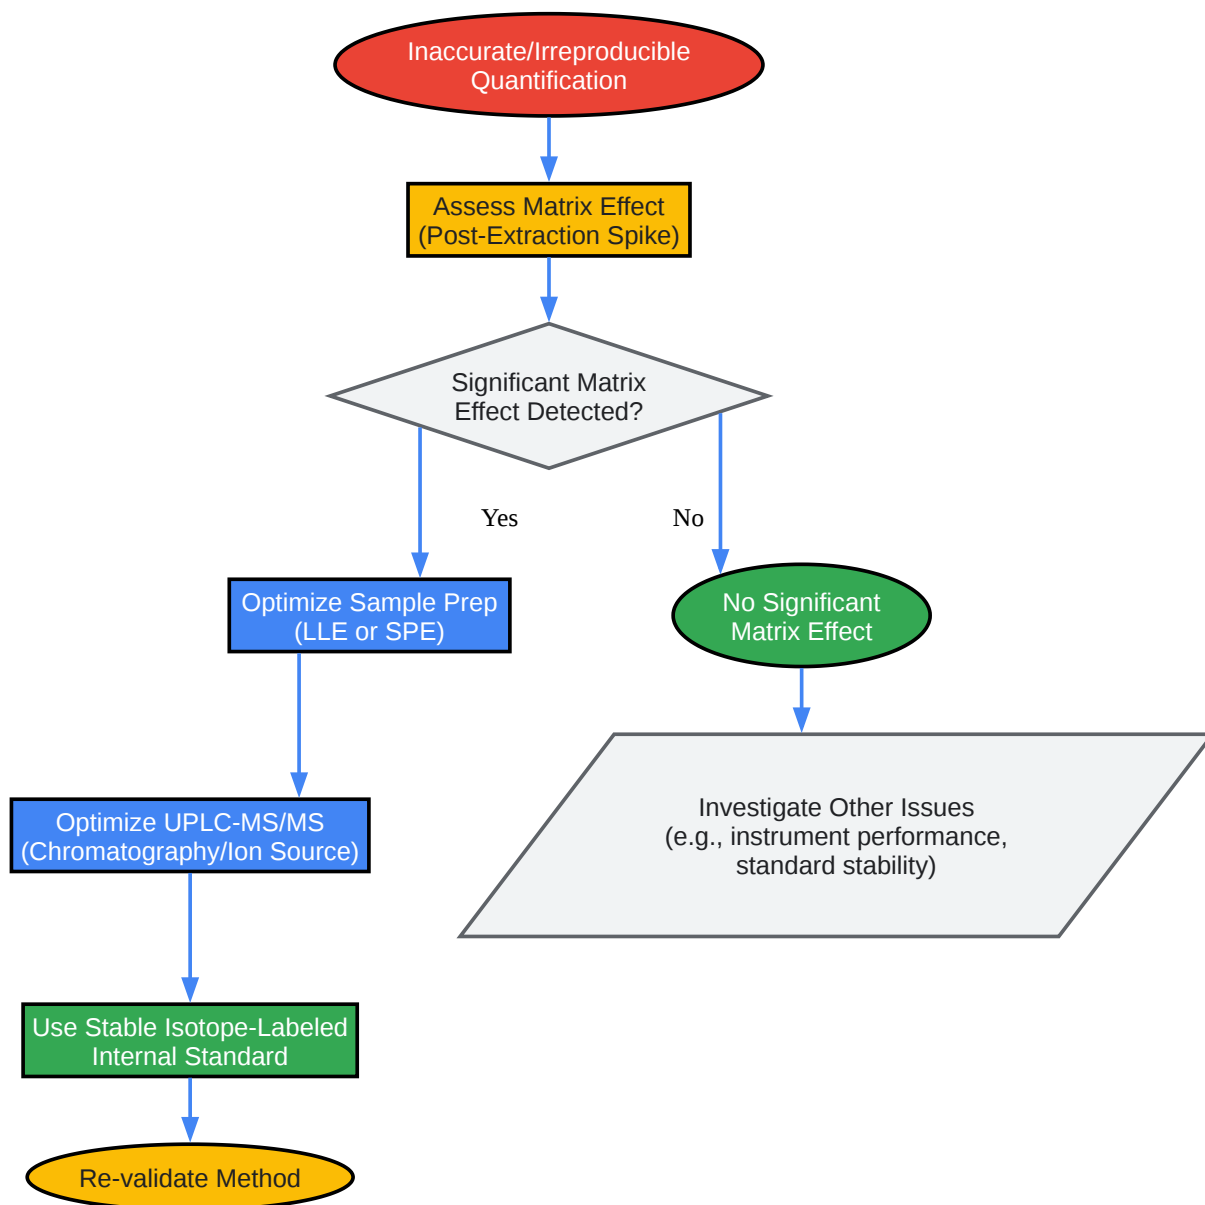 Inaccurate/Irreproducible
Quantification
Assess Matrix Effect
(Post-Extraction Spike)
Significant Matrix
Effect Detected?
Yes
No
Optimize Sample Prep
(LLE or SPE)
No Significant
Matrix Effect
Optimize UPLC-MS/MS
(Chromatography/Ion Source)
Investigate Other Issues
(e.g., instrument performance,
standard stability)
Use Stable Isotope-Labeled
Internal Standard
Re-validate Method